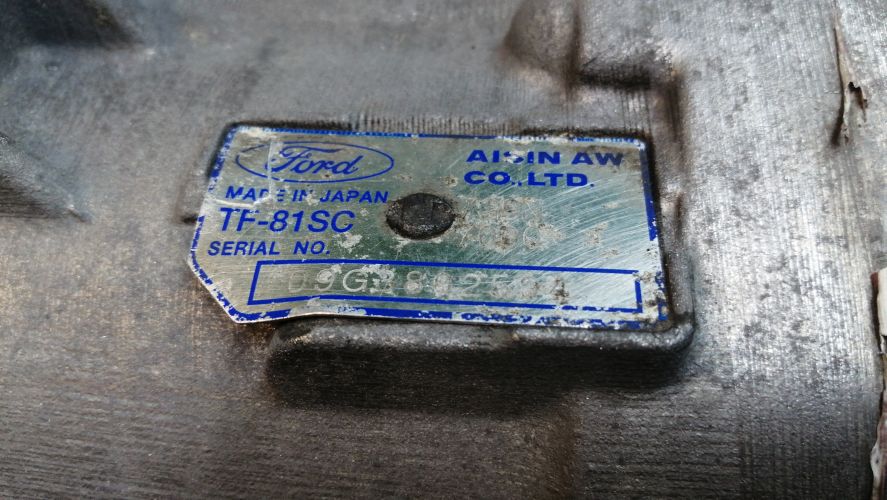 Ford
AISIN AW
CO.,LTD.
MADE IN JAPAN
TF-81SC
SERIAL NO.